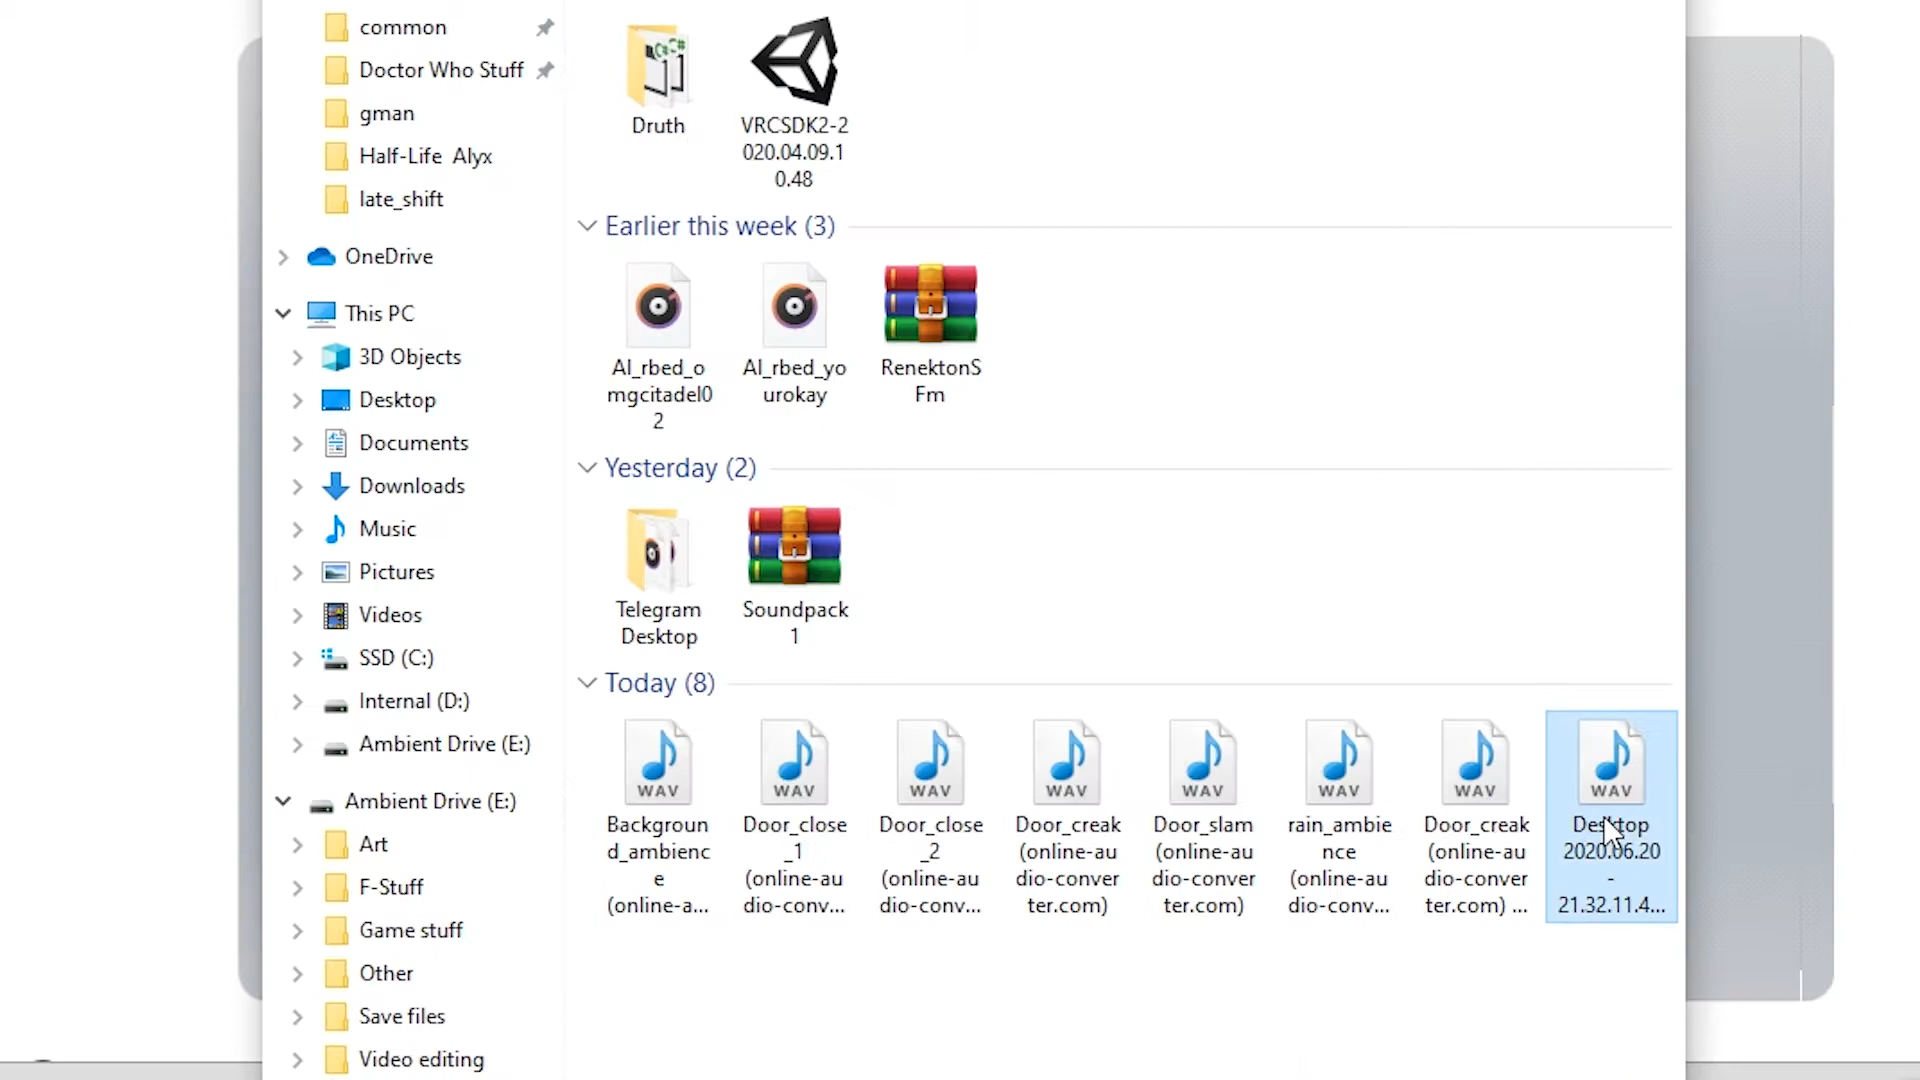 common
Doctor Who Stuff
gman
Half-Life Alyx
late_shift
OneDrive
This PC
3D Objects
Desktop
Documents
Downloads
Music
Pictures
Videos
SSD (C:)
Internal (D:)
Ambient Drive (E:)
Ambient Drive (E:)
Art
F-Stuff
Game stuff
Other
Save files
Video editing
C# C#
Druth
VRCSDK2-2
020.04.09.1
0.48
Earlier this week (3)
Al_rbed_o
mgcitadel0
2
Al_rbed_yo
urokay
RenektonS
Fm
Yesterday (2)
Telegram
Desktop
Soundpack
1
Today (8)
WAV
Backgroun
d_ambienc
e
(online-a...
WAV
Door_close
_1
(online-au
dio-conv...
WAV
Door_close
_2
(online-au
dio-conv...
WAV
Door_creak
(online-au
dio-conver
ter.com)
WAV
Door_slam
(online-au
dio-conver
ter.com)
WAV
rain_ambie
nce
(online-au
dio-conv...
WAV
Door_creak
(online-au
dio-conver
ter.com) ...
WAV
Desktop
2020.06.20
-
21.32.11.4...